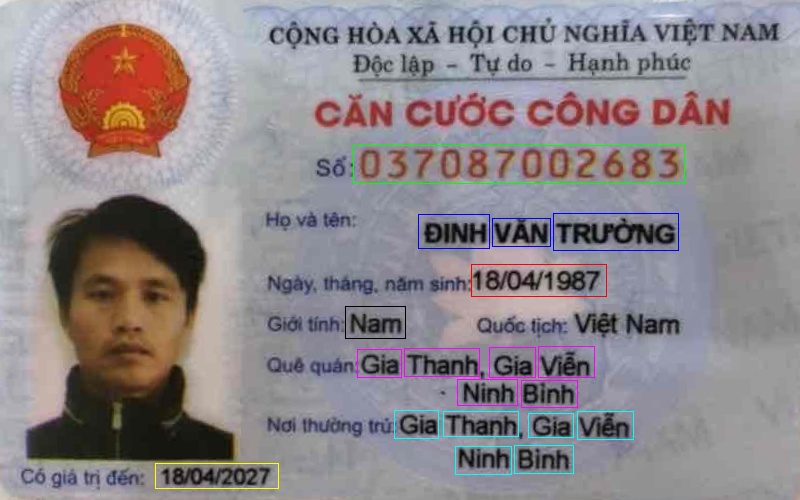 CỘNG HÒA XÃ HỘI CHỦ NGHĨA VIỆT NAM
Độc lập - Tự do - Hạnh phúc
CĂN CƯỚC CÔNG DÂN
Số: 037087002683
Họ và tên: ĐINH VĂN TRƯỜNG
Ngày, tháng, năm sinh: 18/04/1987
Giới tính: Nam Quốc tịch: Việt Nam
Quê quán: Gia Thanh, Gia Viễn
Ninh Bình
Nơi thường trú: Gia Thanh, Gia Viễn
Ninh Bình
Có giá trị đến: 18/04/2027